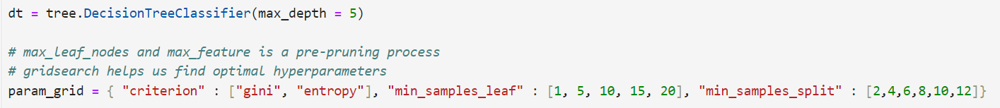 dt = tree.DecisionTreeClassifier(max_depth = 5)
# max_leaf_nodes and max_feature is a pre-pruning process
# gridsearch helps us find optimal hyperparameters
param_grid = { "criterion" : ["gini", "entropy"], "min_samples_leaf" : [1, 5, 10, 15, 20], "min_samples_split" : [2,4,6,8,10,12]}